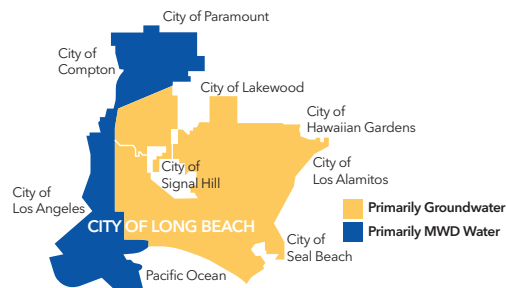 City of Paramount
City of
Compton
City of Lakewood
City of
Hawaiian Gardens
City of
Signal Hill
City of
Los Alamitos
City of
Los Angeles
Primarily Groundwater
CITY OF LONG BEACH
Primarily MWD Water
City of
Seal Beach
Pacific Ocean